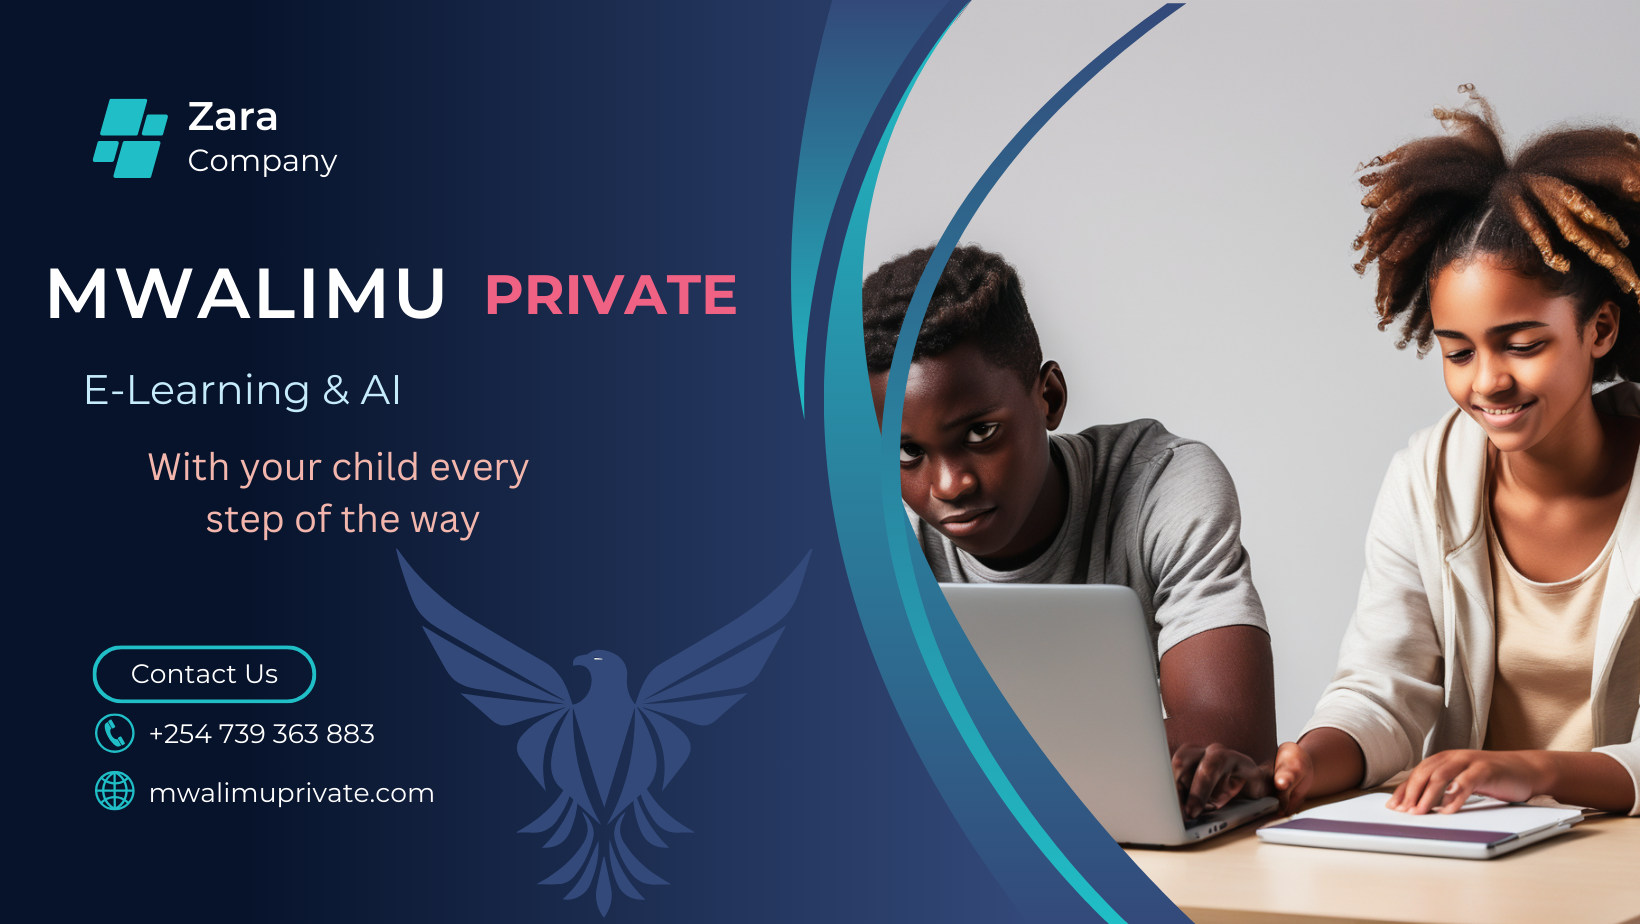 Zara
Company
MWALIMU PRIVATE
E-Learning & AI
With your child every
step of the way
Contact Us
+254 739 363 883
mwalimuprivate.com